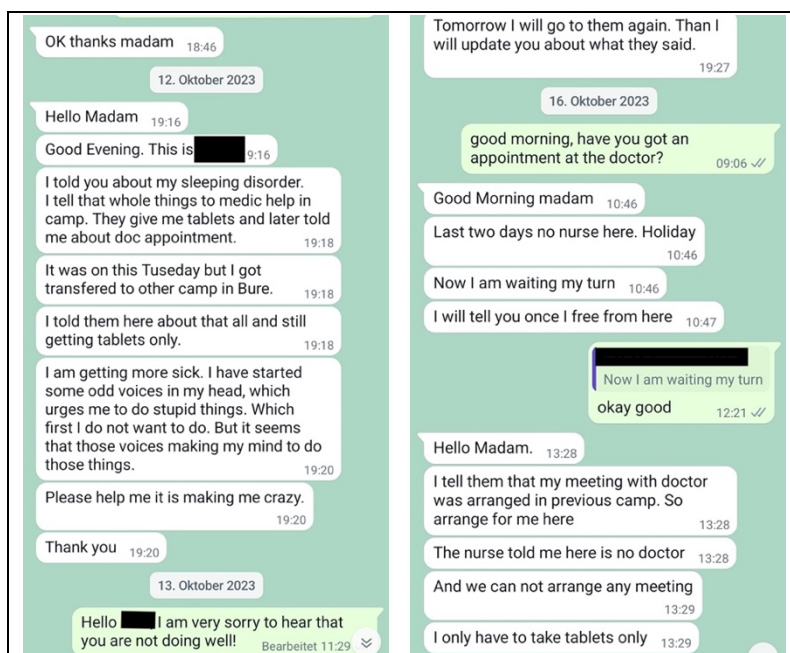 OK thanks madam 18:46
12. Oktober 2023
Hello Madam 19:16
Good Evening. This is 9:16
I told you about my sleeping disorder.
I tell that whole things to medic help in
camp. They give me tablets and later told
me about doc appointment. 19:18
It was on this Tuseday but I got
transfered to other camp in Bure. 19:18
I told them here about that all and still
getting tablets only. 19:18
I am getting more sick. I have started
some odd voices in my head, which
urges me to do stupid things. Which
first I do not want to do. But it seems
that those voices making my mind to do
those things. 19:20
Please help me it is making me crazy.
19:20
Thank you 19:20
13. Oktober 2023
Hello I am very sorry to hear that
you are not doing well! Bearbeitet 11:29
Tomorrow I will go to them again. Than I
will update you about what they said.
19:27
16. Oktober 2023
good morning, have you got an
appointment at the doctor? 09:06
Good Morning madam 10:46
Last two days no nurse here. Holiday
10:46
Now I am waiting my turn 10:46
I will tell you once I free from here 10:47
Now I am waiting my turn
okay good 12:21
Hello Madam. 13:28
I tell them that my meeting with doctor
was arranged in previous camp. So
arrange for me here 13:28
The nurse told me here is no doctor 13:28
And we can not arrange any meeting
13:29
I only have to take tablets only 13:29